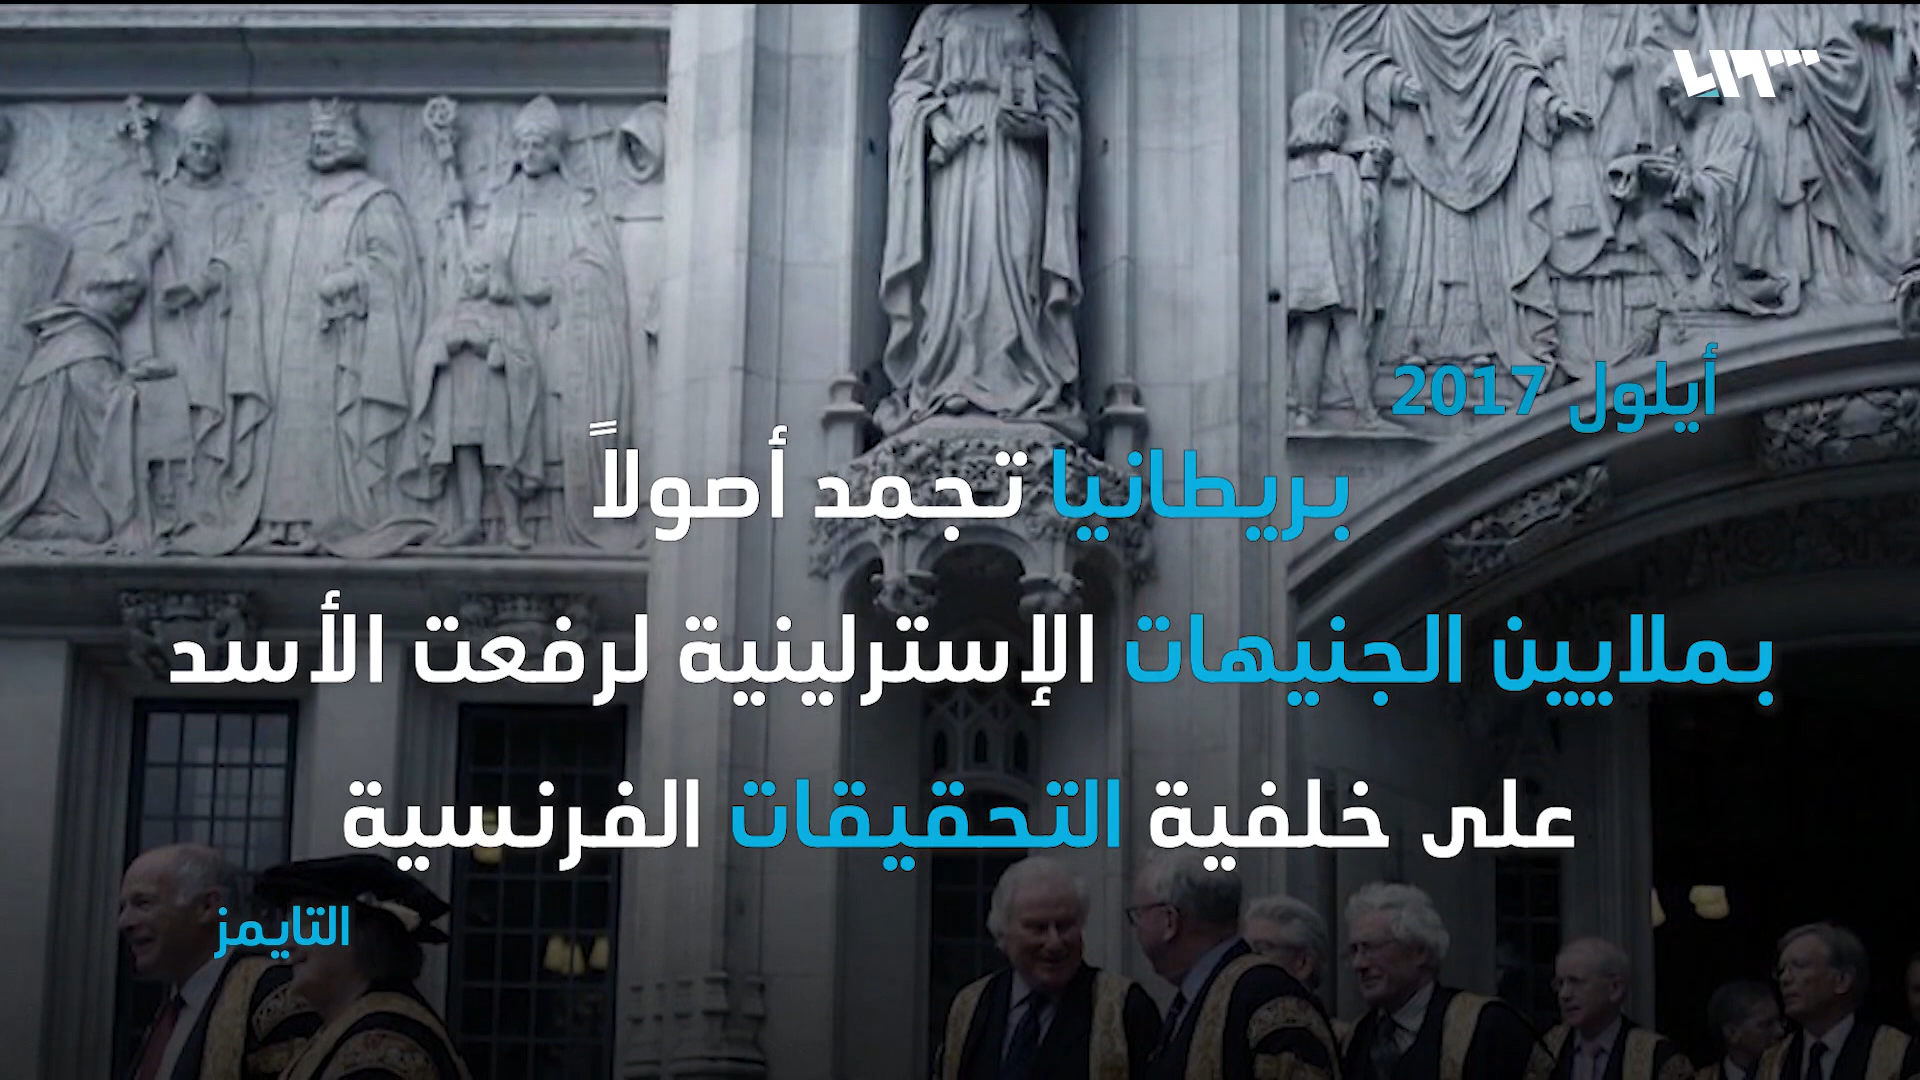 أيلول 2017
بريطانيا تجمد أصولاً
بملايين الجنيهات الإسترلينية لرفعت الأسد
على خلفية التحقيقات الفرنسية
التايمز